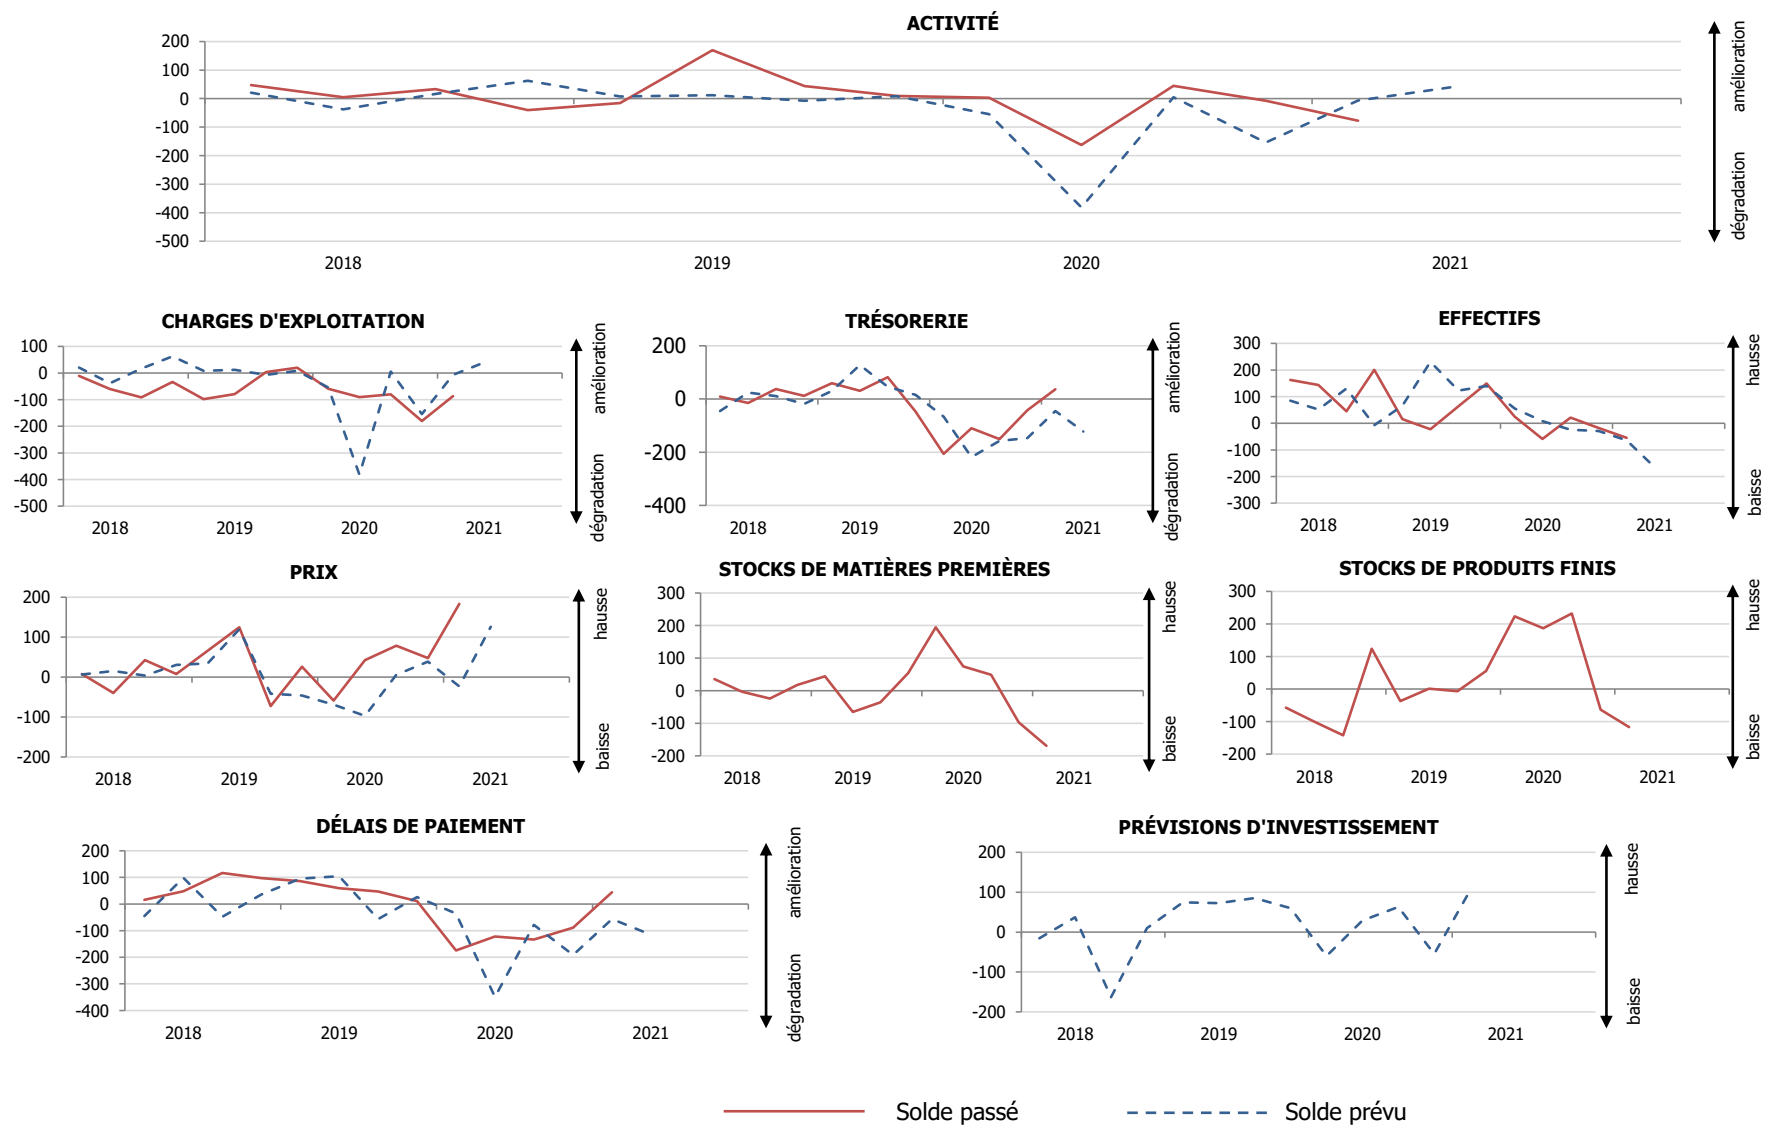 ACTIVITÉ
200
100
0
-100
-200
-300
-400
-500
2018 2019 2020 2021
amélioration
dégradation
CHARGES D'EXPLOITATION
100
0
-100
-200
-300
-400
-500
2018 2019 2020 2021
amélioration
dégradation
TRÉSORERIE
200
0
-200
-400
2018 2019 2020 2021
amélioration
dégradation
EFFECTIFS
300
200
100
0
-100
-200
-300
2018 2019 2020 2021
hausse
baisse
PRIX
200
100
0
-100
-200
2018 2019 2020 2021
hausse
baisse
STOCKS DE MATIÈRES PREMIÈRES
300
200
100
0
-100
-200
2018 2019 2020 2021
hausse
baisse
STOCKS DE PRODUITS FINIS
300
200
100
0
-100
-200
2018 2019 2020 2021
hausse
baisse
DÉLAIS DE PAIEMENT
200
100
0
-100
-200
-300
-400
2018 2019 2020 2021
amélioration
dégradation
PRÉVISIONS D'INVESTISSEMENT
200
100
0
-100
-200
2018 2019 2020 2021
hausse
baisse
Solde passé Solde prévu